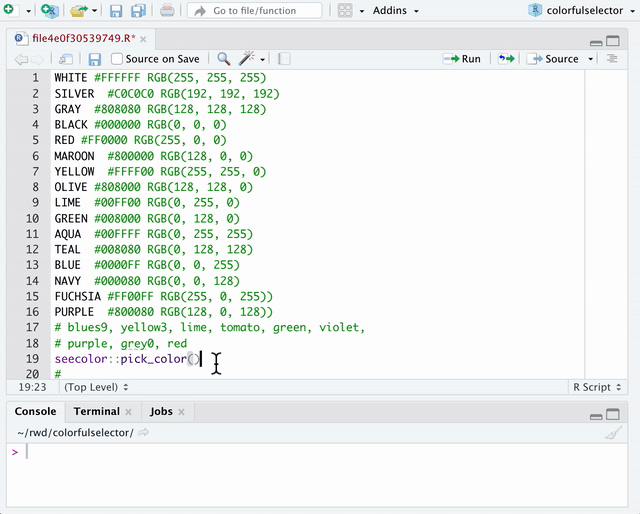 Go to file/function
Addins
colorfulselector
file4e0f30539749.R*
Source on Save
Run
Source
1 WHITE #FFFFFF RGB(255, 255, 255)
2 SILVER  #C0C0C0 RGB(192, 192, 192)
3 GRAY  #808080 RGB(128, 128, 128)
4 BLACK #000000 RGB(0, 0, 0)
5 RED #FF0000 RGB(255, 0, 0)
6 MAROON  #800000 RGB(128, 0, 0)
7 YELLOW  #FFFF00 RGB(255, 255, 0)
8 OLIVE #808000 RGB(128, 128, 0)
9 LIME  #00FF00 RGB(0, 255, 0)
10 GREEN #008000 RGB(0, 128, 0)
11 AQUA  #00FFFF RGB(0, 255, 255)
12 TEAL  #008080 RGB(0, 128, 128)
13 BLUE  #0000FF RGB(0, 0, 255)
14 NAVY  #000080 RGB(0, 0, 128)
15 FUCHSIA #FF00FF RGB(255, 0, 255))
16 PURPLE  #800080 RGB(128, 0, 128))
17 # blues9, yellow3, lime, tomato, green, violet,
18 # purple, grey0, red
19 seecolor::pick_color()
20 #
19:23 (Top Level) R Script
Console Terminal Jobs
~/rwd/colorfulselector/
>